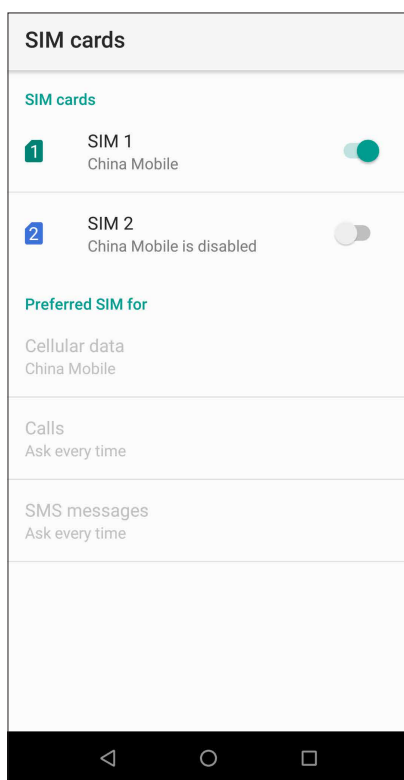 SIM cards
SIM cards
1
SIM 1
China Mobile
2
SIM 2
China Mobile is disabled
Preferred SIM for
Cellular data
China Mobile
Calls
Ask every time
SMS messages
Ask every time